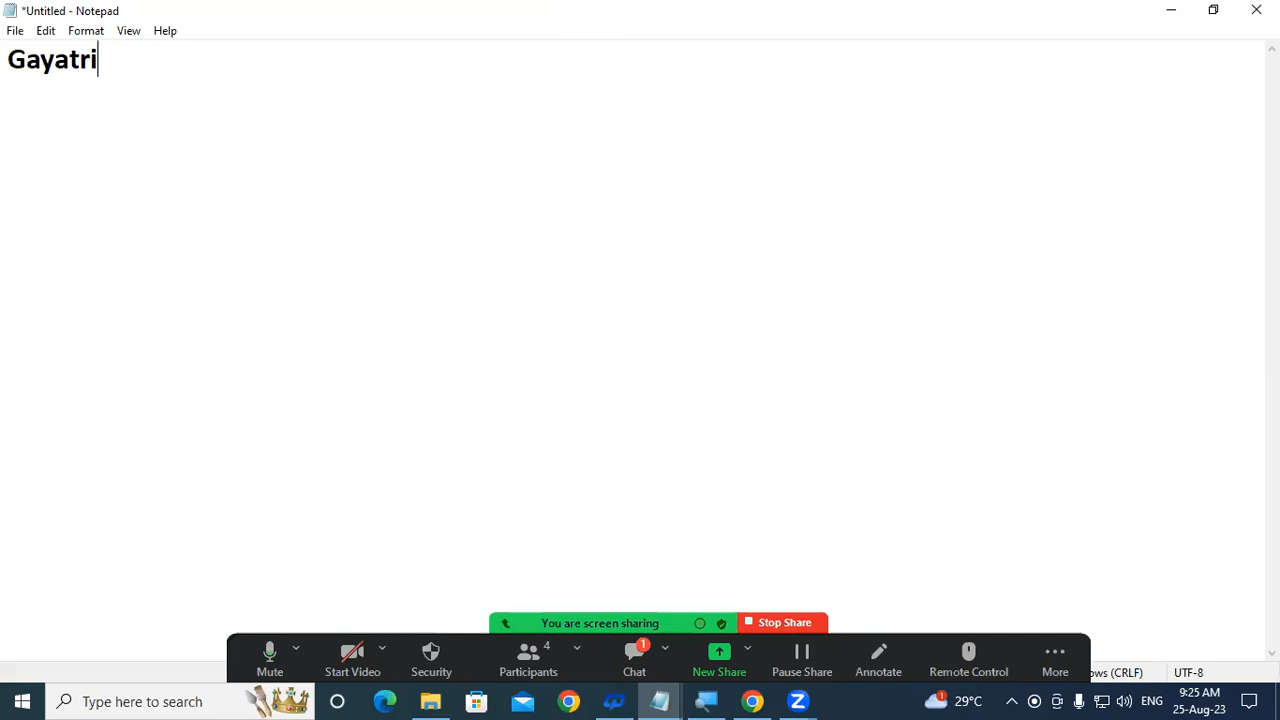 *Untitled - Notepad
File Edit Format View Help
Gayatri
You are screen sharing Stop Share
4 1
Mute Start Video Security Participants Chat New Share Pause Share Annotate Remote Control More
ows (CRLF) UTF-8
Type here to search 1 29°C ENG 9:25 AM
25-Aug-23